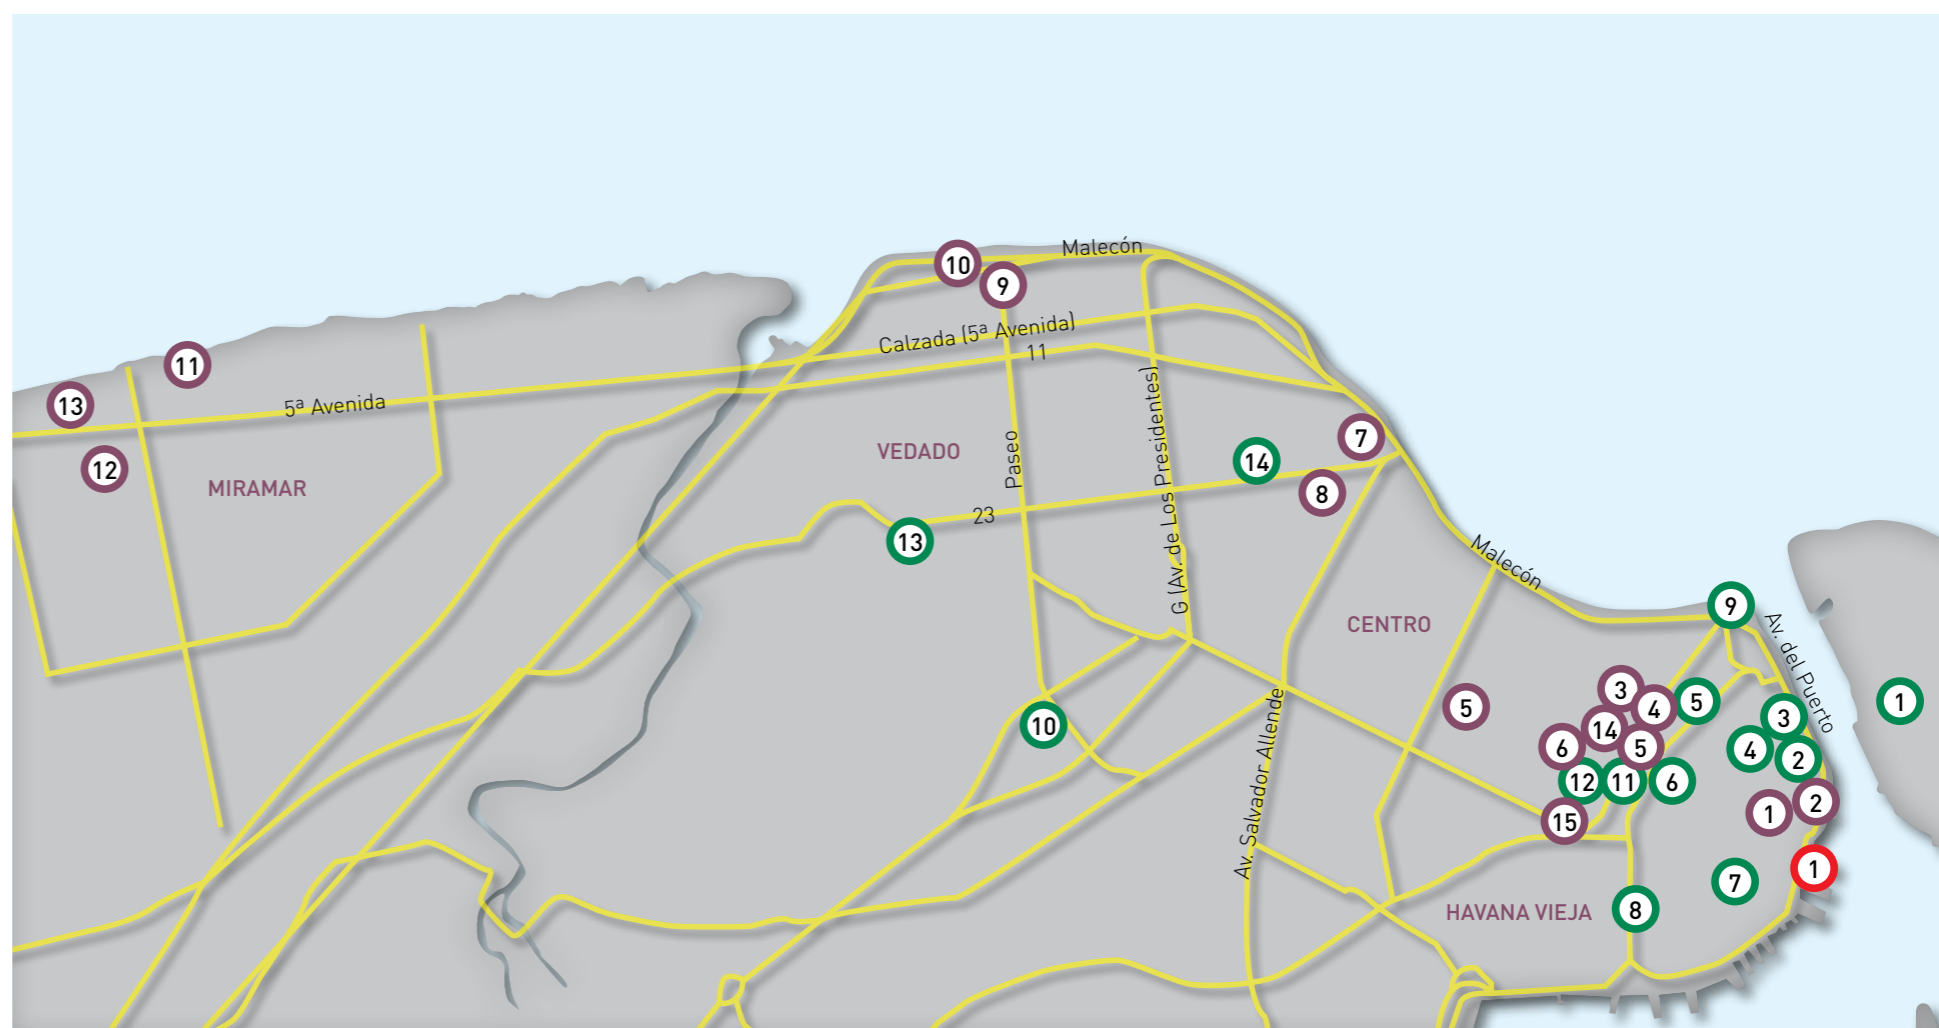 Malecón
10
9
Calzada (5ª Avenida)
11
11
13
5ª Avenida
12
MIRAMAR
VEDADO
Paseo
G (Av. de Los Presidentes)
7
14
8
23
13
Malecón
9
Av. del Puerto
CENTRO
10
Av. Salvador Allende
5
3
4
5
14
3
1
6
5
4
2
12
11
6
15
1
2
1
7
8
HAVANA VIEJA